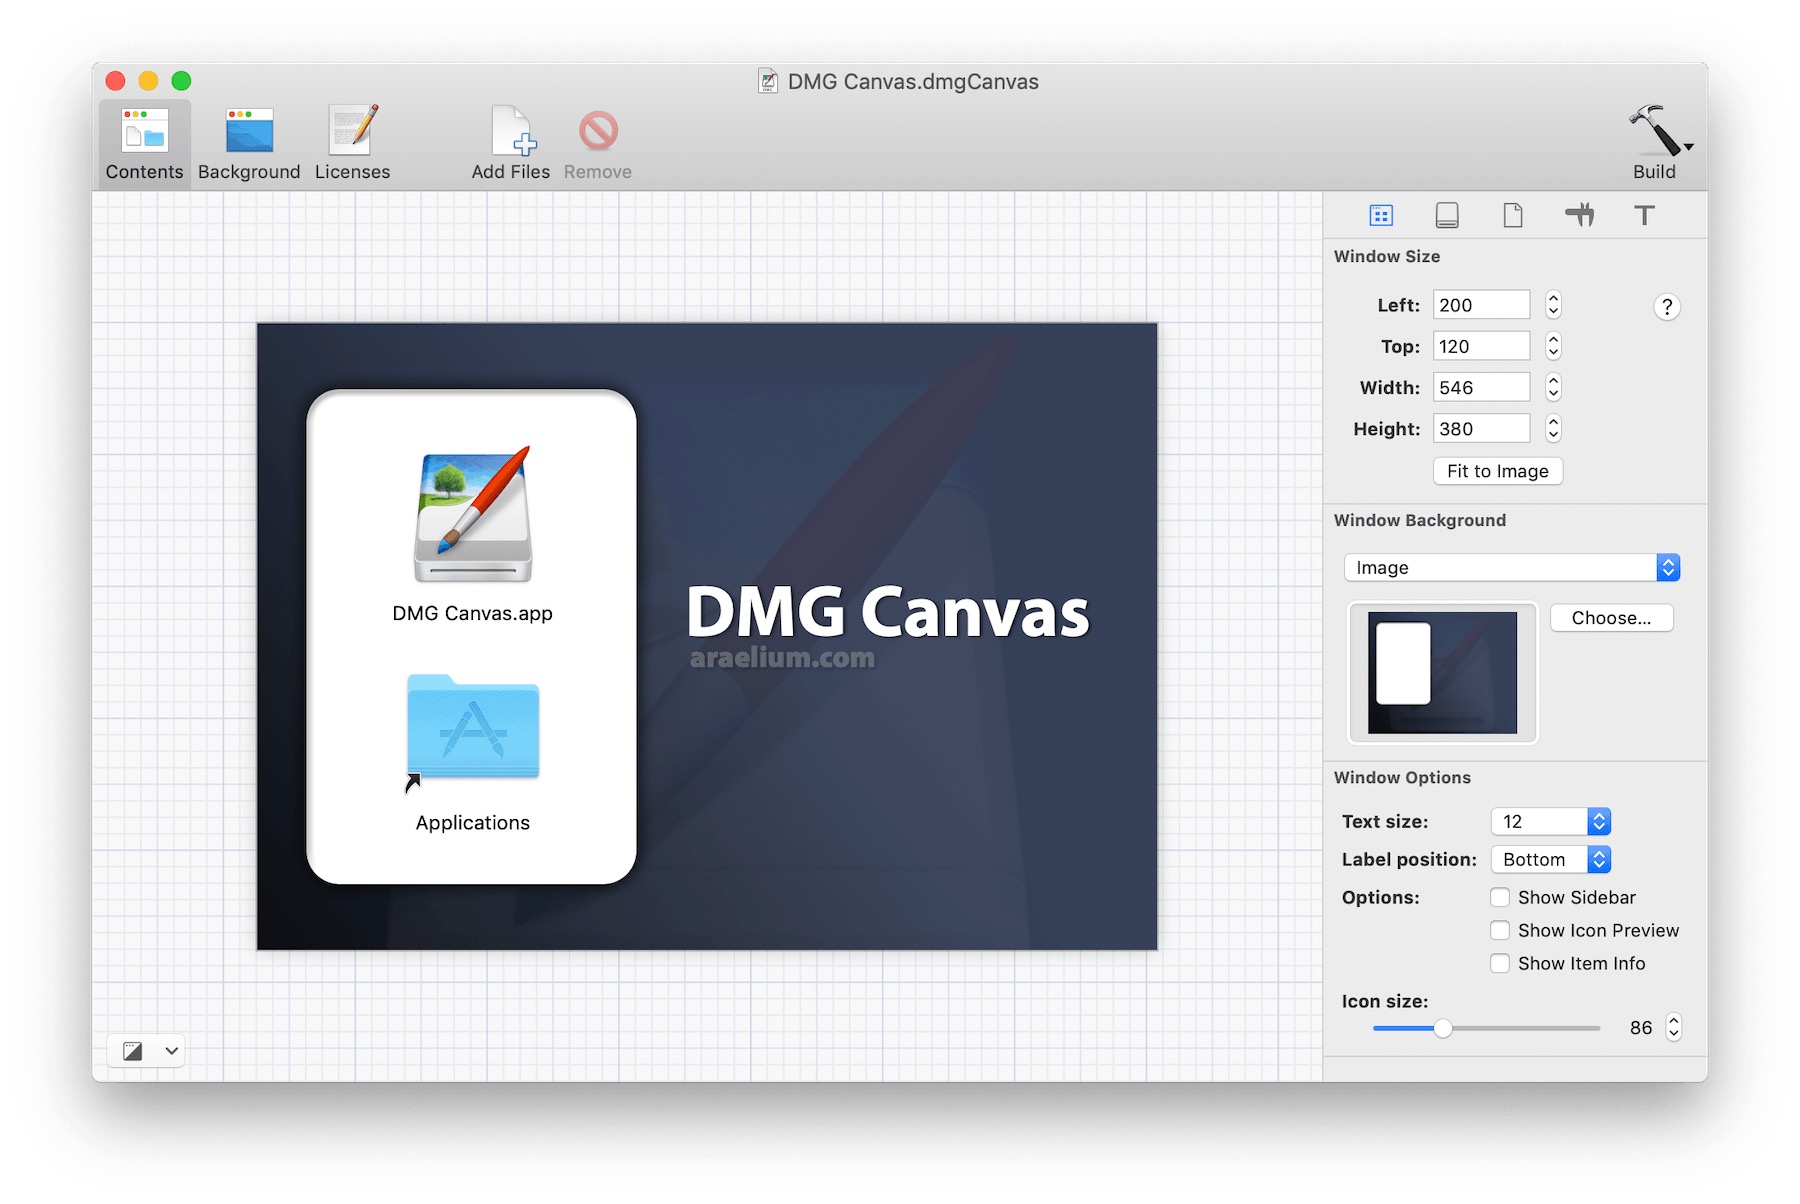 DMG Canvas.dmgCanvas
Contents
Background
Licenses
Add Files
Remove
Build
DMG Canvas.app
Applications
DMG Canvas
araelium.com
Window Size
Left: 200
?
Top: 120
Width: 546
Height: 380
Fit to Image
Window Background
Image
Choose...
Window Options
Text size: 12
Label position: Bottom
Options: Show Sidebar
Show Icon Preview
Show Item Info
Icon size:
86